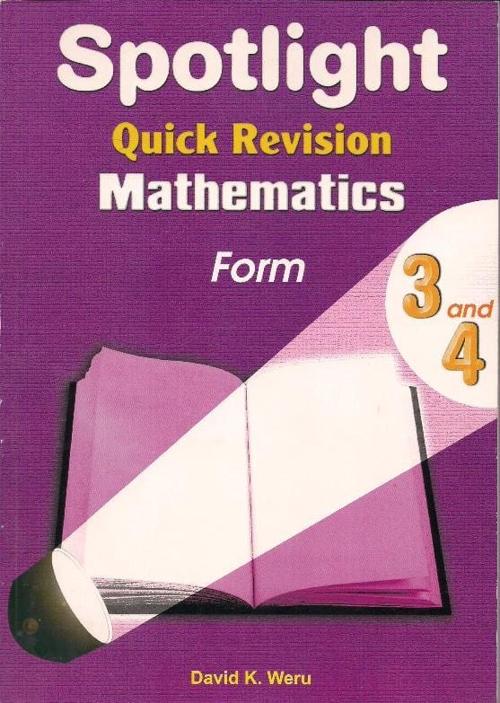 Spotlight
Quick Revision
Mathematics
Form
3 and
4
David K. Weru